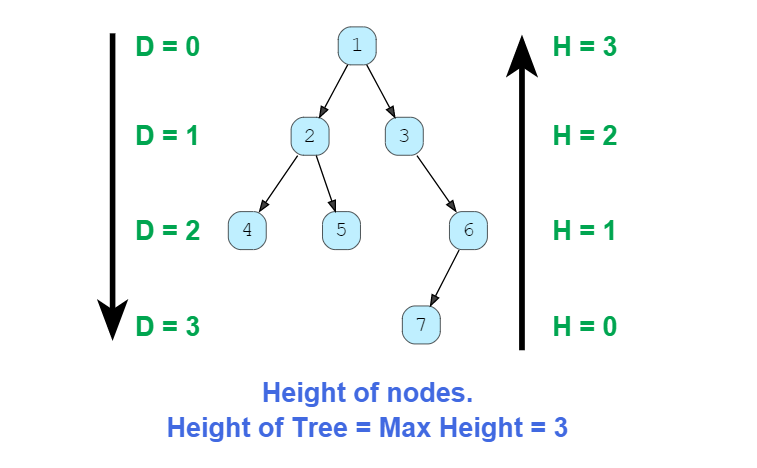 D = 0 1 H = 3
D = 1 2 3 H = 2
D = 2 4 5 6 H = 1
D = 3 7 H = 0
Height of nodes.
Height of Tree = Max Height = 3